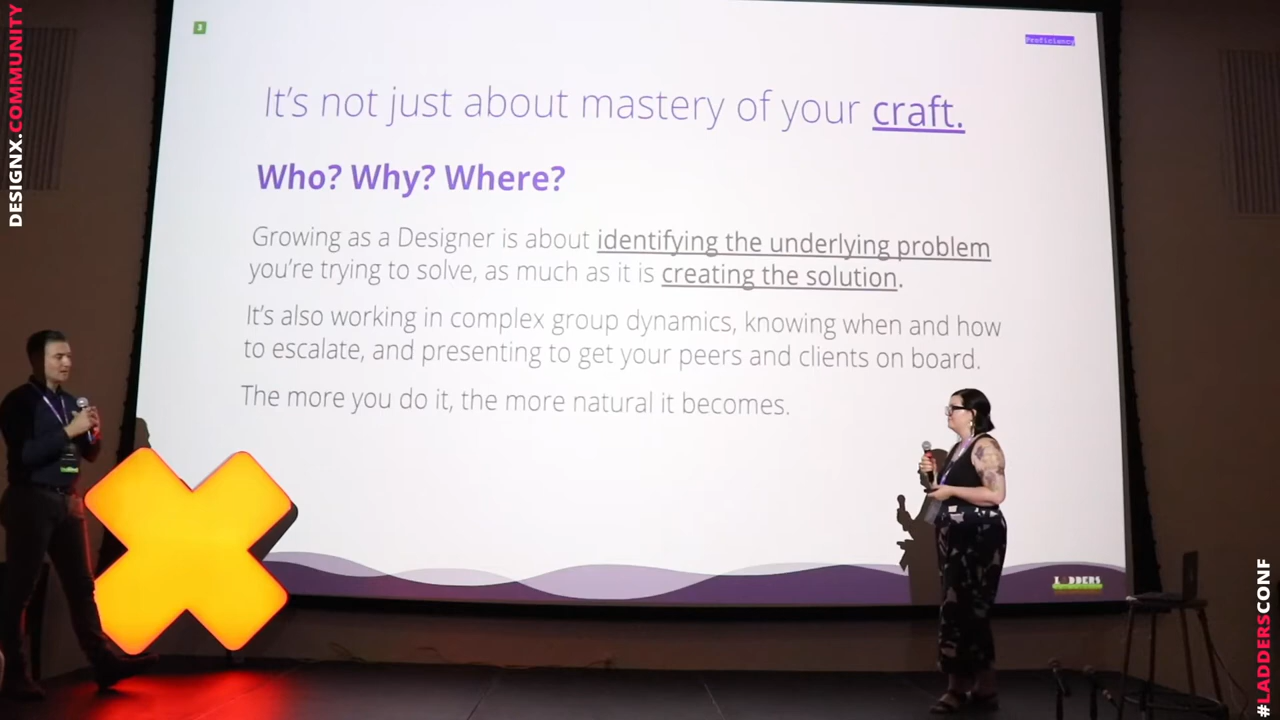 DESIGNX.COMMUNITY
3
Proficiency
It's not just about mastery of your craft.
Who? Why? Where?
Growing as a Designer is about identifying the underlying problem
you're trying to solve, as much as it is creating the solution.
It's also working in complex group dynamics, knowing when and how
to escalate, and presenting to get your peers and clients on board.
The more you do it, the more natural it becomes.
LADDERS
#LADDERSCONF